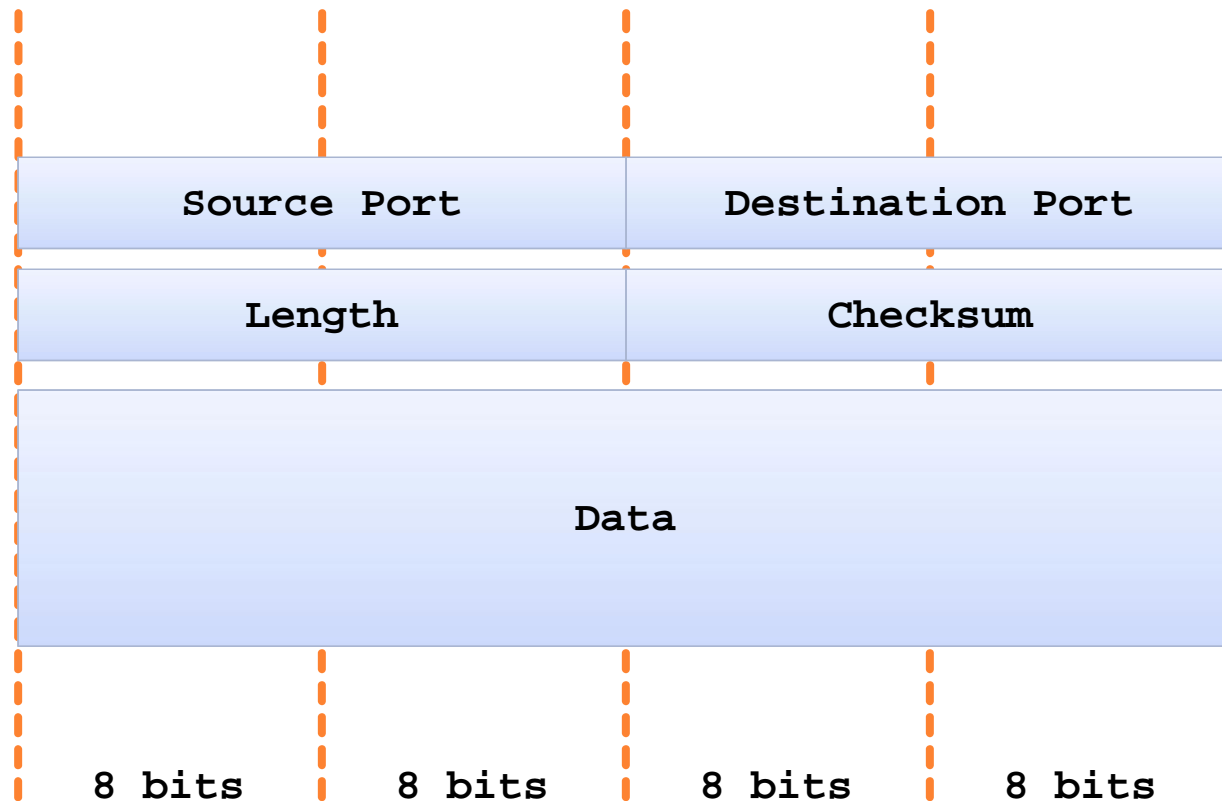 Source Port Destination Port
Length Checksum
Data
8 bits 8 bits 8 bits 8 bits